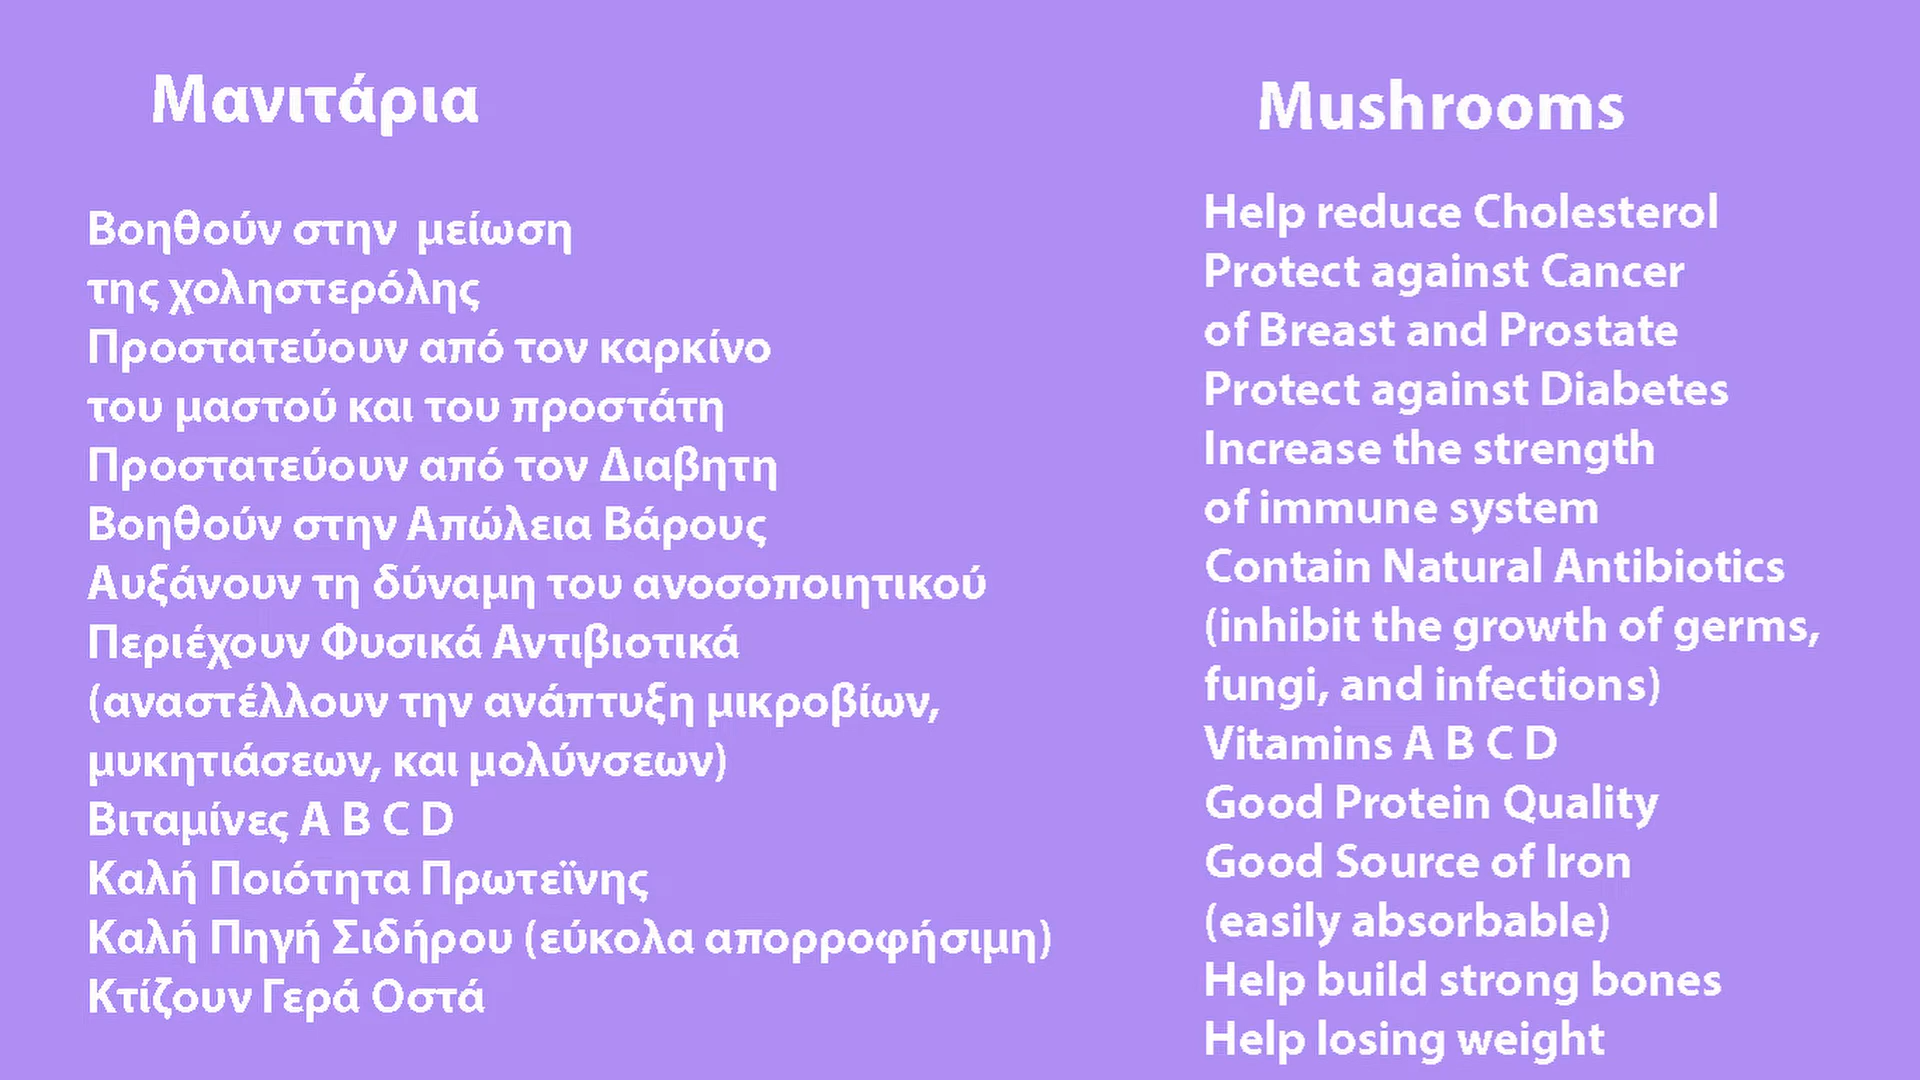 Μανιτάρια
Βοηθούν στην μείωση
της χοληστερόλης
Προστατεύουν από τον καρκίνο
του μαστού και του προστάτη
Προστατεύουν από τον Διαβητη
Βοηθούν στην Απώλεια Βάρους
Αυξάνουν τη δύναμη του ανοσοποιητικού
Περιέχουν Φυσικά Αντιβιοτικά
(αναστέλλουν την ανάπτυξη μικροβίων,
μυκητιάσεων, και μολύνσεων)
Βιταμίνες A B C D
Καλή Ποιότητα Πρωτεϊνης
Καλή Πηγή Σιδήρου (εύκολα απορροφήσιμη)
Κτίζουν Γερά Οστά
Mushrooms
Help reduce Cholesterol
Protect against Cancer
of Breast and Prostate
Protect against Diabetes
Increase the strength
of immune system
Contain Natural Antibiotics
(inhibit the growth of germs,
fungi, and infections)
Vitamins A B C D
Good Protein Quality
Good Source of Iron
(easily absorbable)
Help build strong bones
Help losing weight